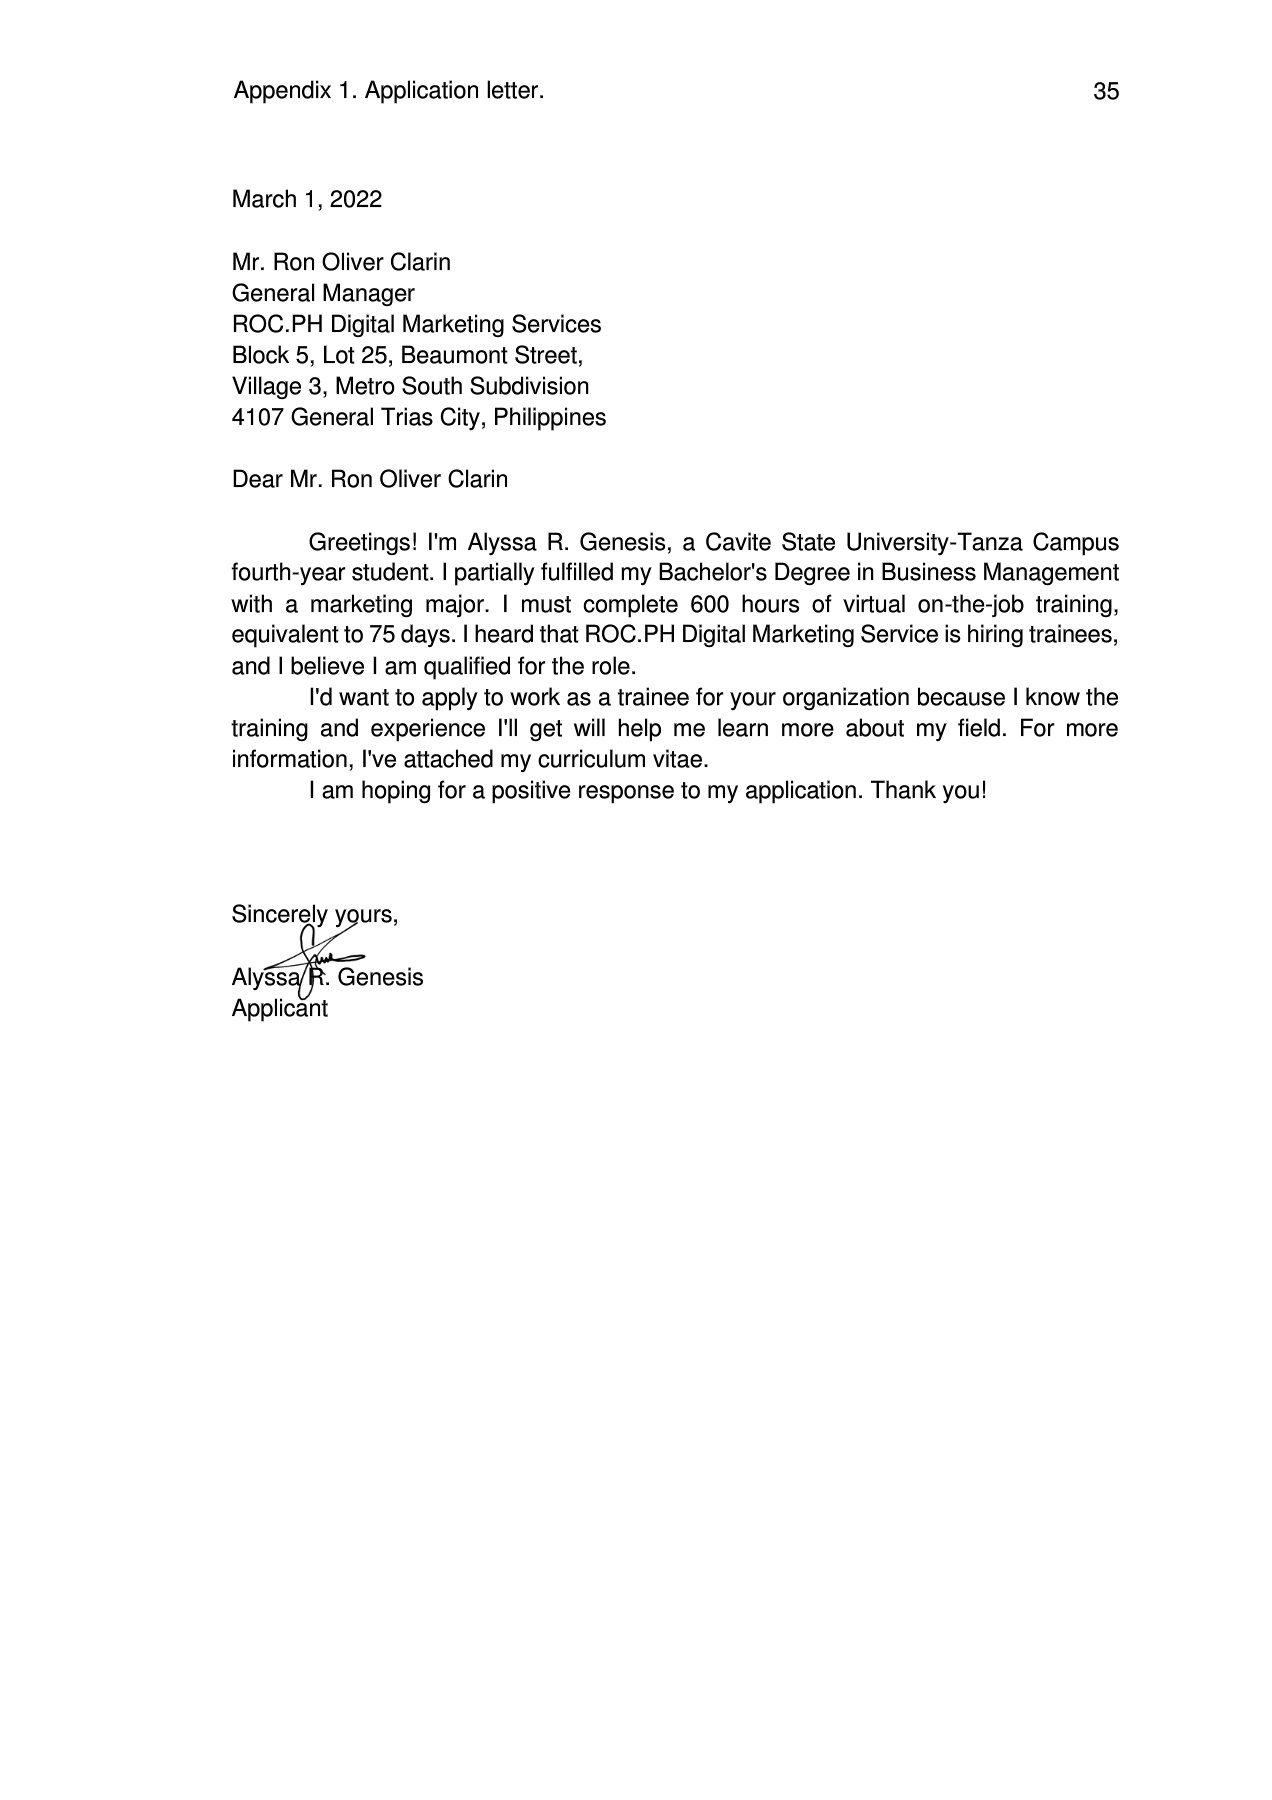 Appendix 1. Application letter. 35
March 1, 2022
Mr. Ron Oliver Clarin
General Manager
ROC.PH Digital Marketing Services
Block 5, Lot 25, Beaumont Street,
Village 3, Metro South Subdivision
4107 General Trias City, Philippines
Dear Mr. Ron Oliver Clarin
Greetings! I'm Alyssa R. Genesis, a Cavite State University-Tanza Campus
fourth-year student. I partially fulfilled my Bachelor's Degree in Business Management
with a marketing major. I must complete 600 hours of virtual on-the-job training,
equivalent to 75 days. I heard that ROC.PH Digital Marketing Service is hiring trainees,
and I believe I am qualified for the role.
I'd want to apply to work as a trainee for your organization because I know the
training and experience I'll get will help me learn more about my field. For more
information, I've attached my curriculum vitae.
I am hoping for a positive response to my application. Thank you!
Sincerely yours,
Alyssa R. Genesis
Applicant